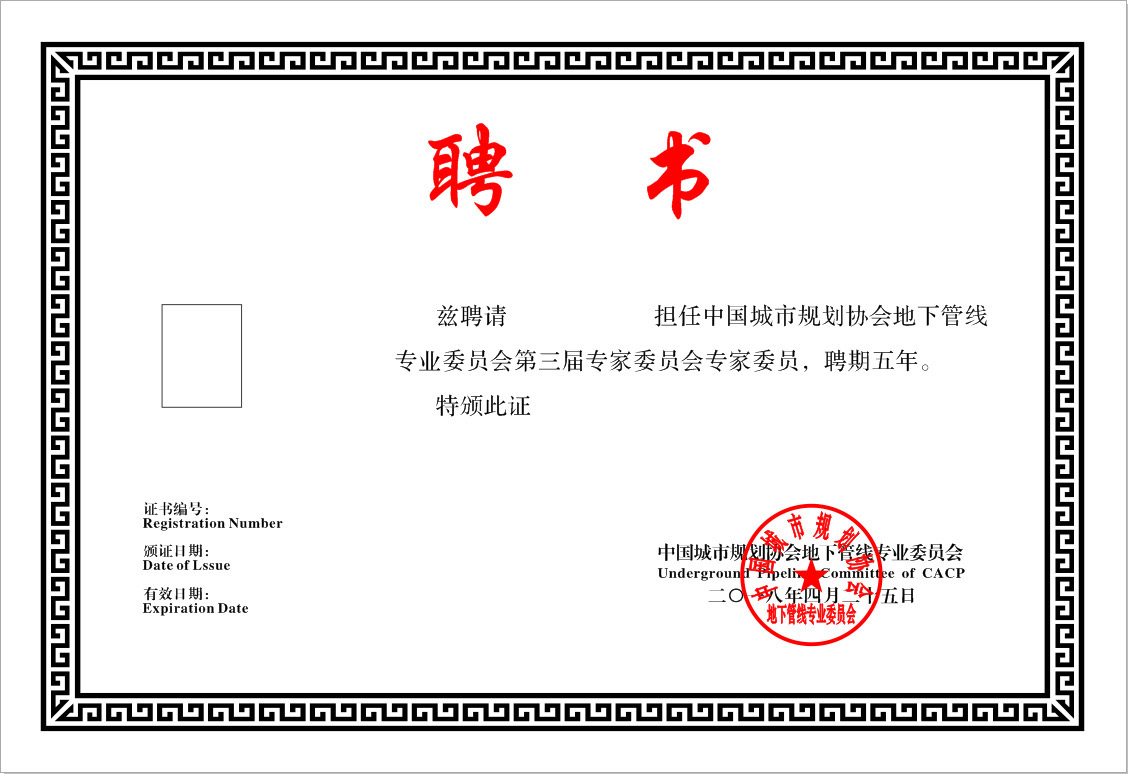 聘 书
兹聘请 担任中国城市规划协会地下管线
专业委员会第三届专家委员会专家委员，聘期五年。
特颁此证
证书编号：
Registration Number
颁证日期：
Date of Lssue
有效日期：
Expiration Date
中国城市规划协会地下管线专业委员会
Underground Pipeline Committee of CACP
二〇一八年四月二十五日
中国城市规划协会
地下管线专业委员会